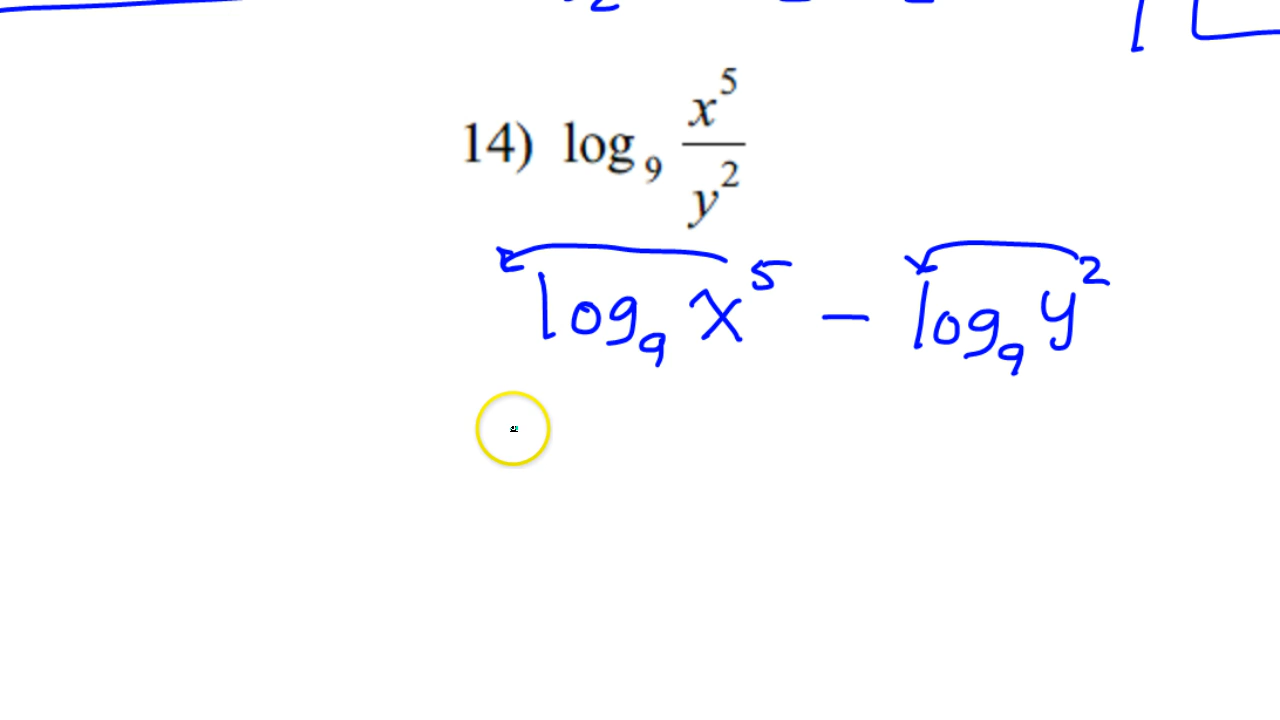 14) log₉ x⁵/y²
log₉ x⁵ − log₉ y²